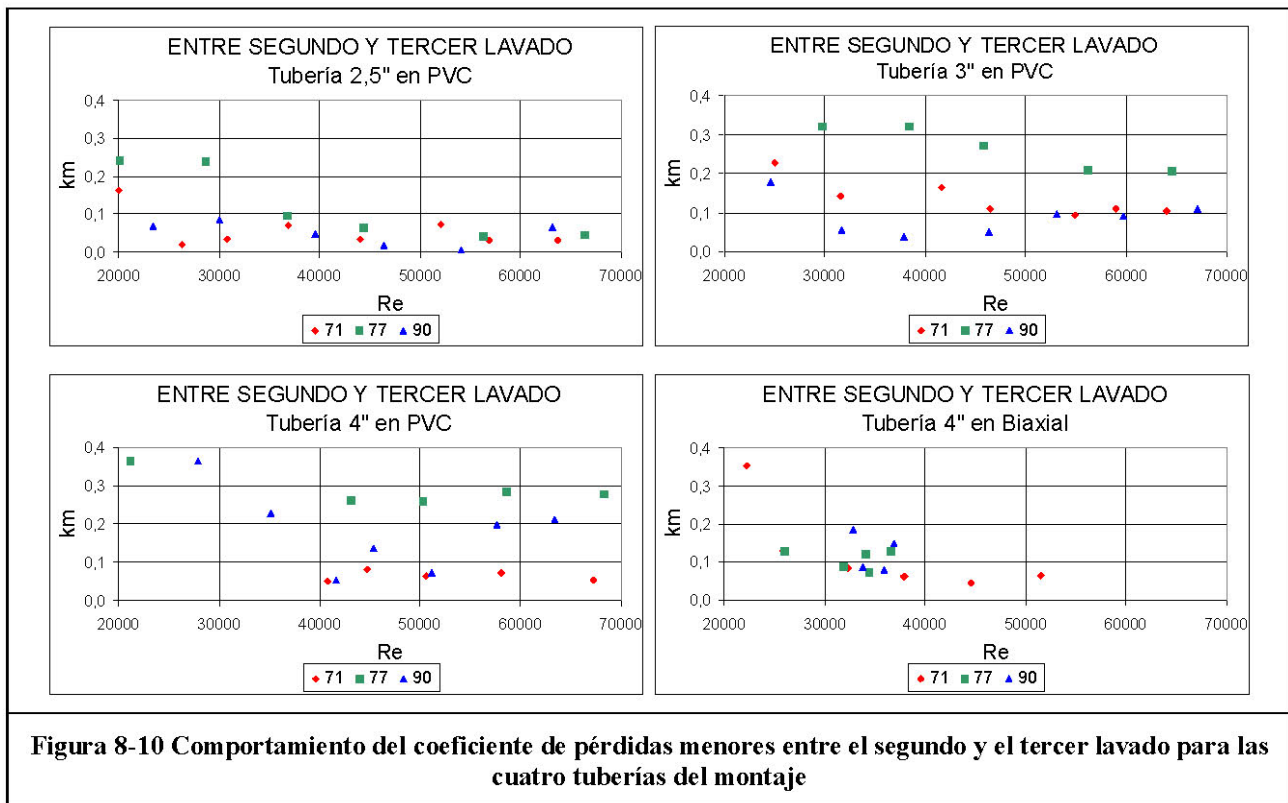 ENTRE SEGUNDO Y TERCER LAVADO
Tubería 2,5" en PVC
km
0,4
0,3
0,2
0,1
0,0
20000 30000 40000 50000 60000 70000
Re
71 77 90
ENTRE SEGUNDO Y TERCER LAVADO
Tubería 3" en PVC
km
0,4
0,3
0,2
0,1
0,0
20000 30000 40000 50000 60000 70000
Re
71 77 90
ENTRE SEGUNDO Y TERCER LAVADO
Tubería 4" en PVC
km
0,4
0,3
0,2
0,1
0,0
20000 30000 40000 50000 60000 70000
Re
71 77 90
ENTRE SEGUNDO Y TERCER LAVADO
Tubería 4" en Biaxial
km
0,4
0,3
0,2
0,1
0,0
20000 30000 40000 50000 60000 70000
Re
71 77 90
Figura 8-10 Comportamiento del coeficiente de pérdidas menores entre el segundo y el tercer lavado para las
cuatro tuberías del montaje